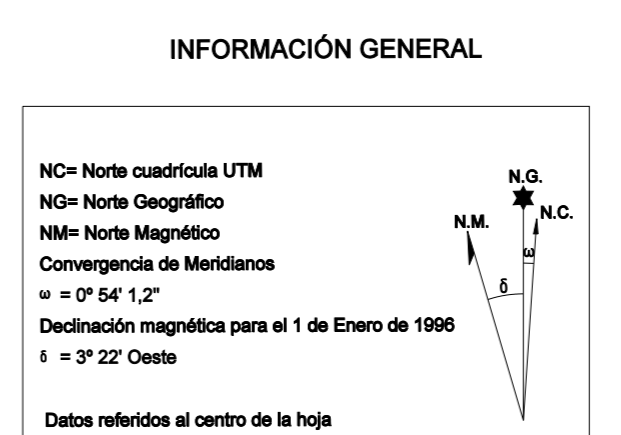 INFORMACIÓN GENERAL
NC= Norte cuadrícula UTM
NG= Norte Geográfico
NM= Norte Magnético
Convergencia de Meridianos
ω = 0º 54' 1,2"
Declinación magnética para el 1 de Enero de 1996
δ = 3º 22' Oeste
Datos referidos al centro de la hoja
N.G.
N.M.
N.C.
ω
δ